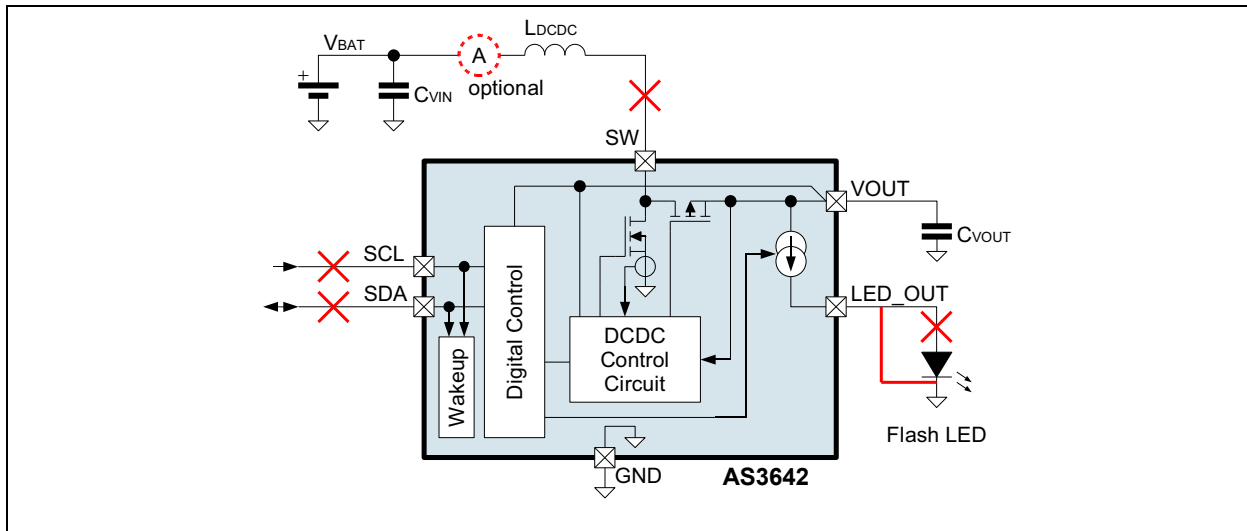 LDCDC
VBAT
A
optional
CVIN
+
SW
VOUT
CVOUT
SCL
SDA
LED_OUT
Wakeup
Digital Control
DCDC
Control
Circuit
Flash LED
GND
AS3642